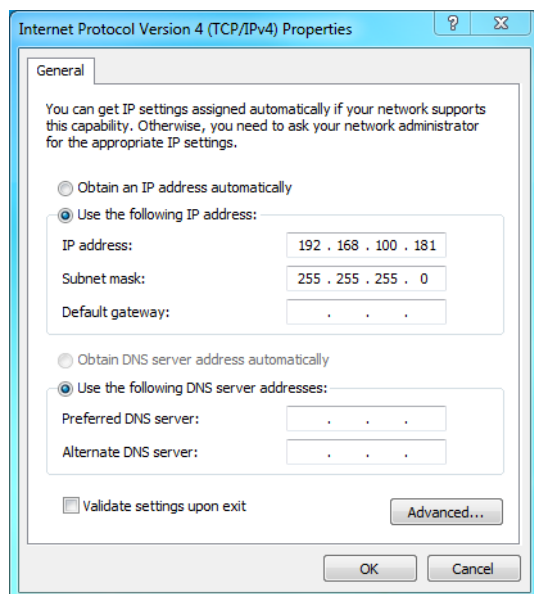 Internet Protocol Version 4 (TCP/IPv4) Properties
General
You can get IP settings assigned automatically if your network supports
this capability. Otherwise, you need to ask your network administrator
for the appropriate IP settings.
Obtain an IP address automatically
Use the following IP address:
IP address: 192 . 168 . 100 . 181
Subnet mask: 255 . 255 . 255 . 0
Default gateway: . . .
Obtain DNS server address automatically
Use the following DNS server addresses:
Preferred DNS server: . . .
Alternate DNS server: . . .
Validate settings upon exit
Advanced...
OK Cancel